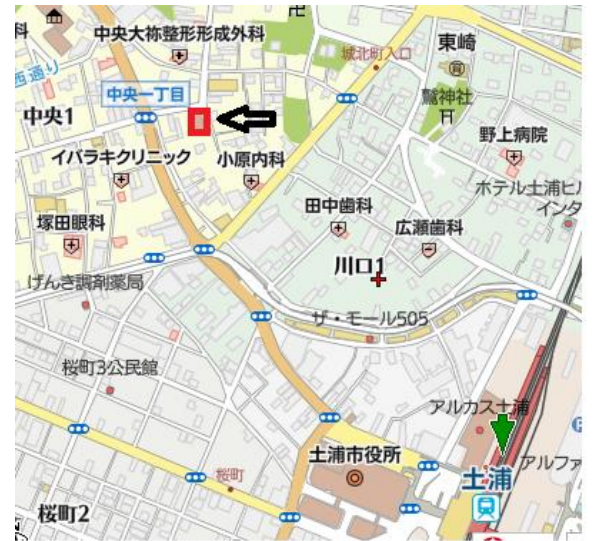 中央大祢整形形成外科
城北町入口
東崎
西通り
中央一丁目
鷲神社
中央1
野上病院
イバラキクリニック
小原内科
ホテル土浦ヒ
インタ
田中歯科
塚田眼科
広瀬歯科
川口1
げんき調剤薬局
ザ・モール505
桜町3公民館
アルカス土浦
土浦市役所
アルファ
桜町
土浦
桜町2